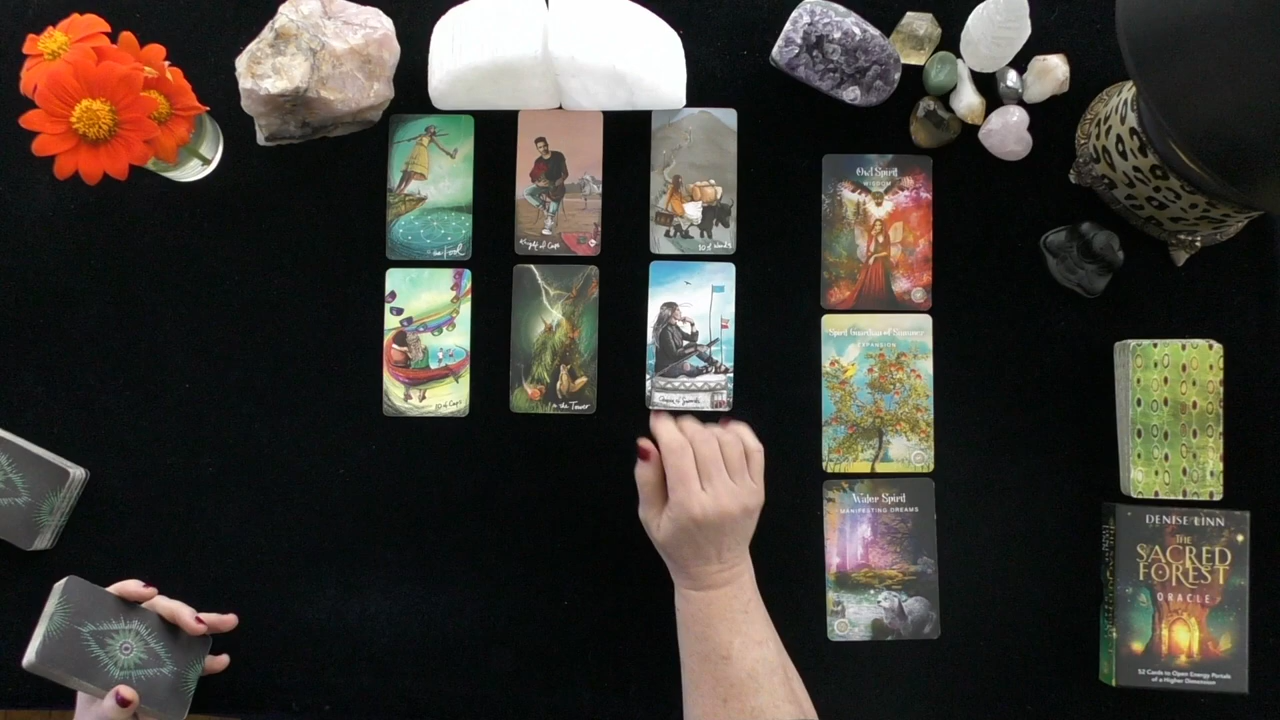 the Fool
Knight of Cups
10 of Wands
10 of Cups
the Tower
Queen of Swords
Owl Spirit
WISDOM
Spirit Guardian of Summer
EXPANSION
Water Spirit
MANIFESTING DREAMS
DENISE LINN
THE
SACRED
FOREST
ORACLE
52 Cards to Open Energy Portals
of a Higher Dimension